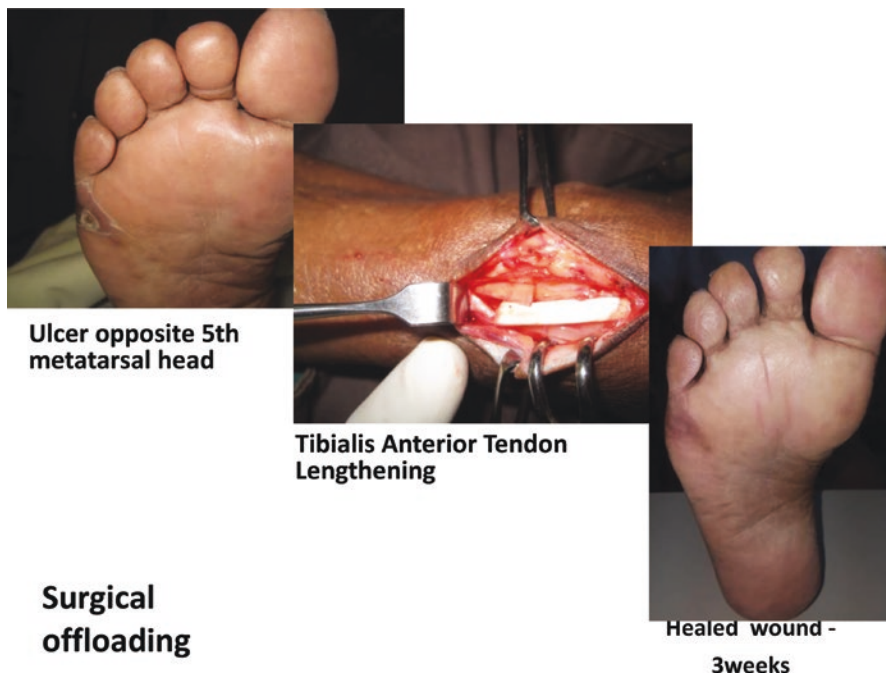 Ulcer opposite 5th
metatarsal head
Tibialis Anterior Tendon
Lengthening
Healed wound -
3weeks
Surgical
offloading